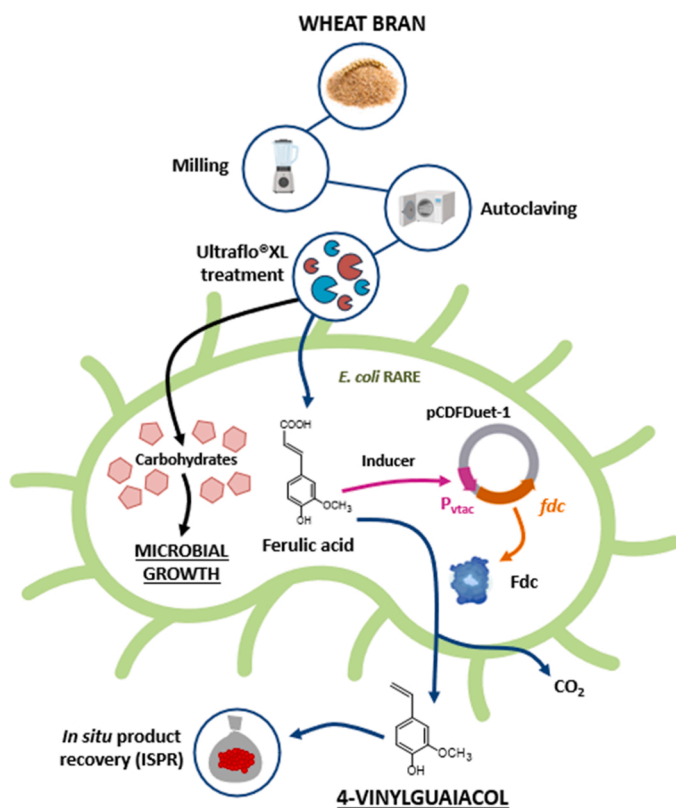 WHEAT BRAN
Milling
Autoclaving
Ultraflo®XL
treatment
E. coli RARE
pCDFDuet-1
COOH
Carbohydrates
Inducer
OCH₃
OH
Pvtac
fdc
Ferulic acid
MICROBIAL
GROWTH
Fdc
CO₂
In situ product
recovery (ISPR)
OCH₃
OH
4-VINYLGUAIACOL